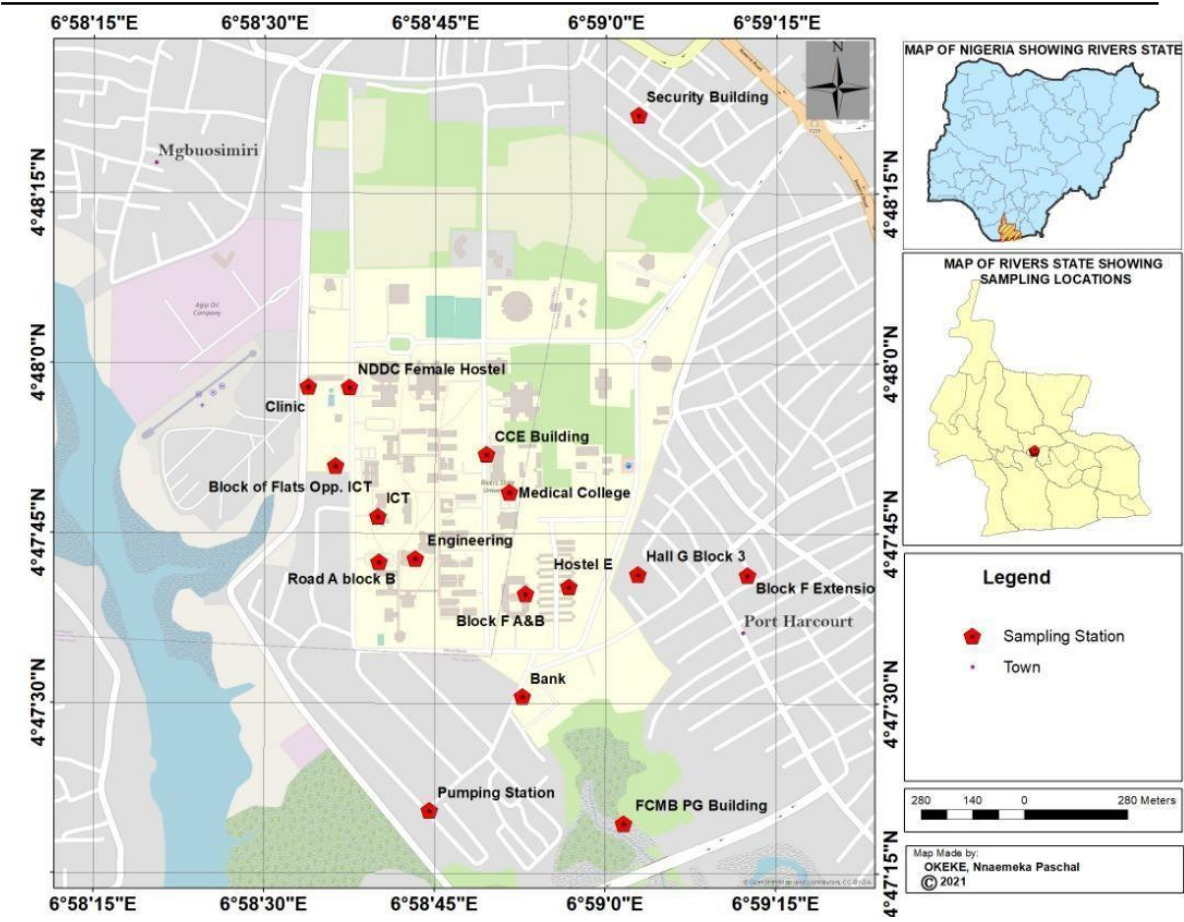 6°58'15"E 6°58'30"E 6°58'45"E 6°59'0"E 6°59'15"E
N
Security Building
Mgbuosimiri
4°48'15"N
4°48'15"N
Agip Oil
Company
4°48'0"N
4°48'0"N
NDDC Female Hostel
Clinic
CCE Building
Block of Flats Opp. ICT
Medical College
ICT
4°47'45"N
4°47'45"N
Engineering
Hall G Block 3
Hostel E
Road A block B
Block F Extensio
Block F A&B
Port Harcourt
Bank
4°47'30"N
4°47'30"N
Pumping Station
FCMB PG Building
4°47'15"N
6°58'15"E 6°58'30"E 6°58'45"E 6°59'0"E 6°59'15"E
MAP OF NIGERIA SHOWING RIVERS STATE
MAP OF RIVERS STATE SHOWING
SAMPLING LOCATIONS
Legend
Sampling Station
Town
280 140 0 280 Meters
Map Made by:
OKEKE, Nnaemeka Paschal
© 2021